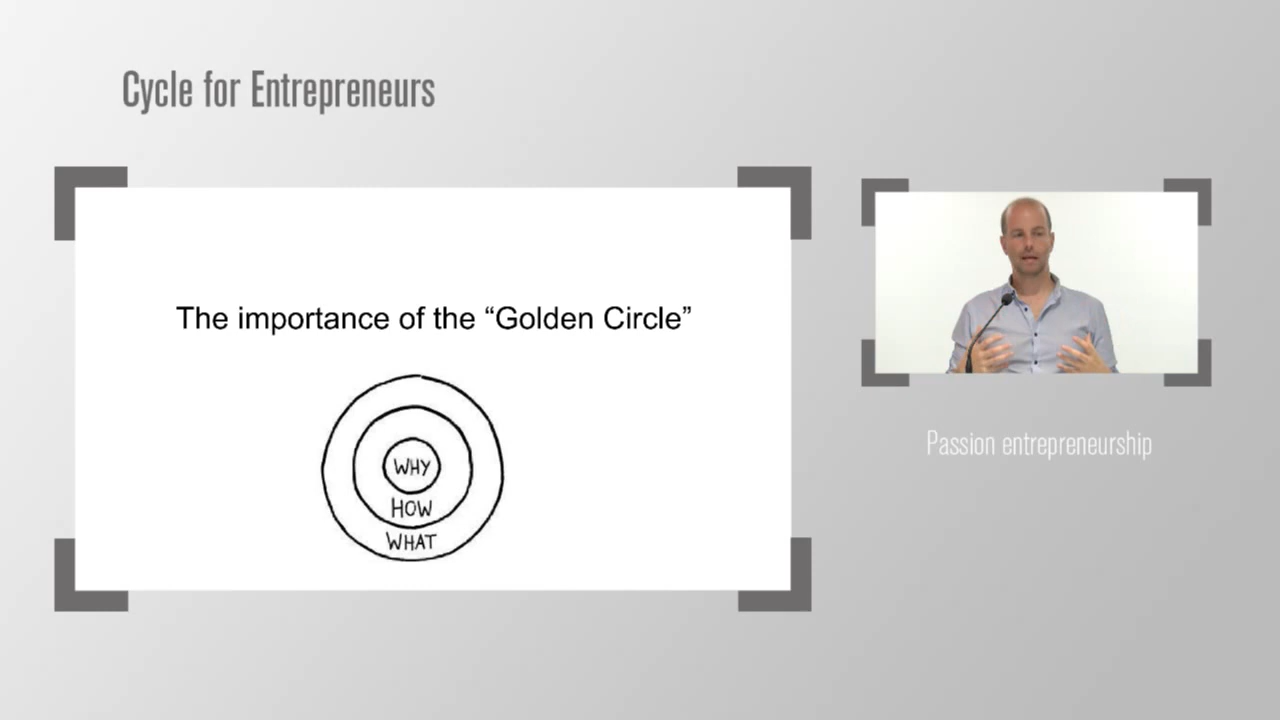 Cycle for Entrepreneurs
The importance of the “Golden Circle”
WHY
HOW
WHAT
Passion entrepreneurship